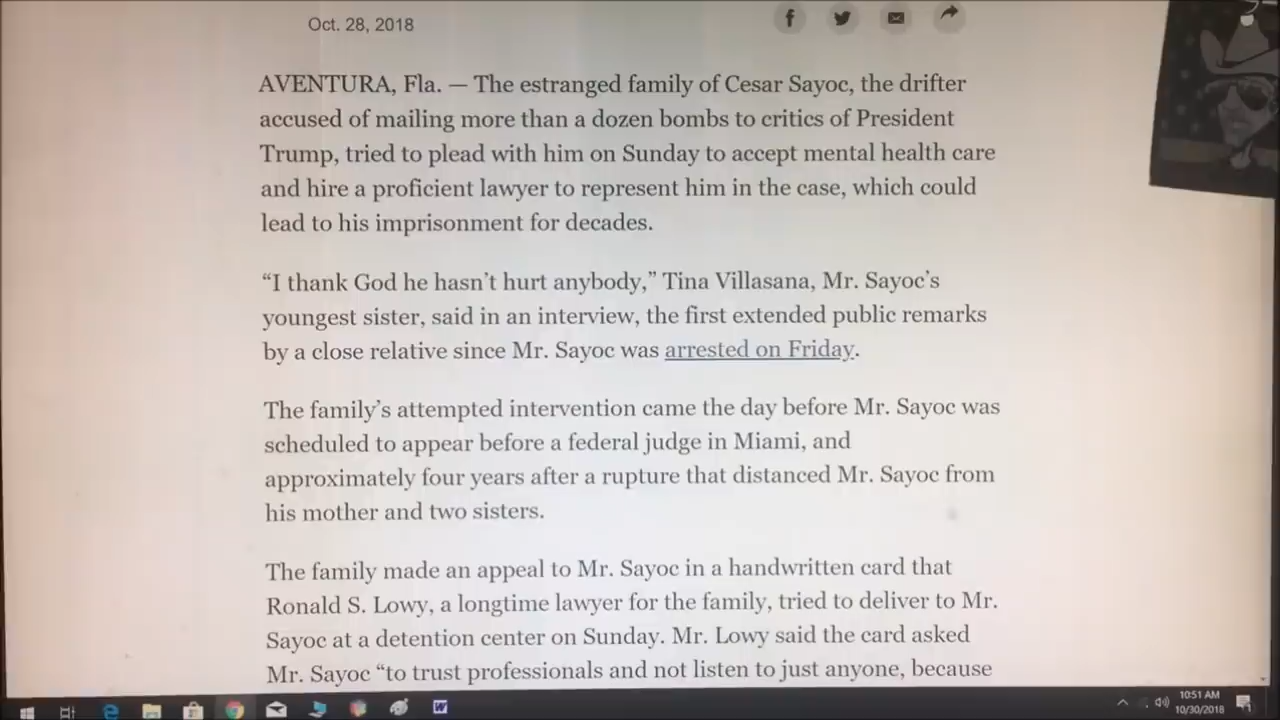 Oct. 28, 2018
AVENTURA, Fla. — The estranged family of Cesar Sayoc, the drifter
accused of mailing more than a dozen bombs to critics of President
Trump, tried to plead with him on Sunday to accept mental health care
and hire a proficient lawyer to represent him in the case, which could
lead to his imprisonment for decades.
“I thank God he hasn’t hurt anybody,” Tina Villasana, Mr. Sayoc’s
youngest sister, said in an interview, the first extended public remarks
by a close relative since Mr. Sayoc was arrested on Friday.
The family’s attempted intervention came the day before Mr. Sayoc was
scheduled to appear before a federal judge in Miami, and
approximately four years after a rupture that distanced Mr. Sayoc from
his mother and two sisters.
The family made an appeal to Mr. Sayoc in a handwritten card that
Ronald S. Lowy, a longtime lawyer for the family, tried to deliver to Mr.
Sayoc at a detention center on Sunday. Mr. Lowy said the card asked
Mr. Sayoc “to trust professionals and not listen to just anyone, because
10:51 AM
10/30/2018